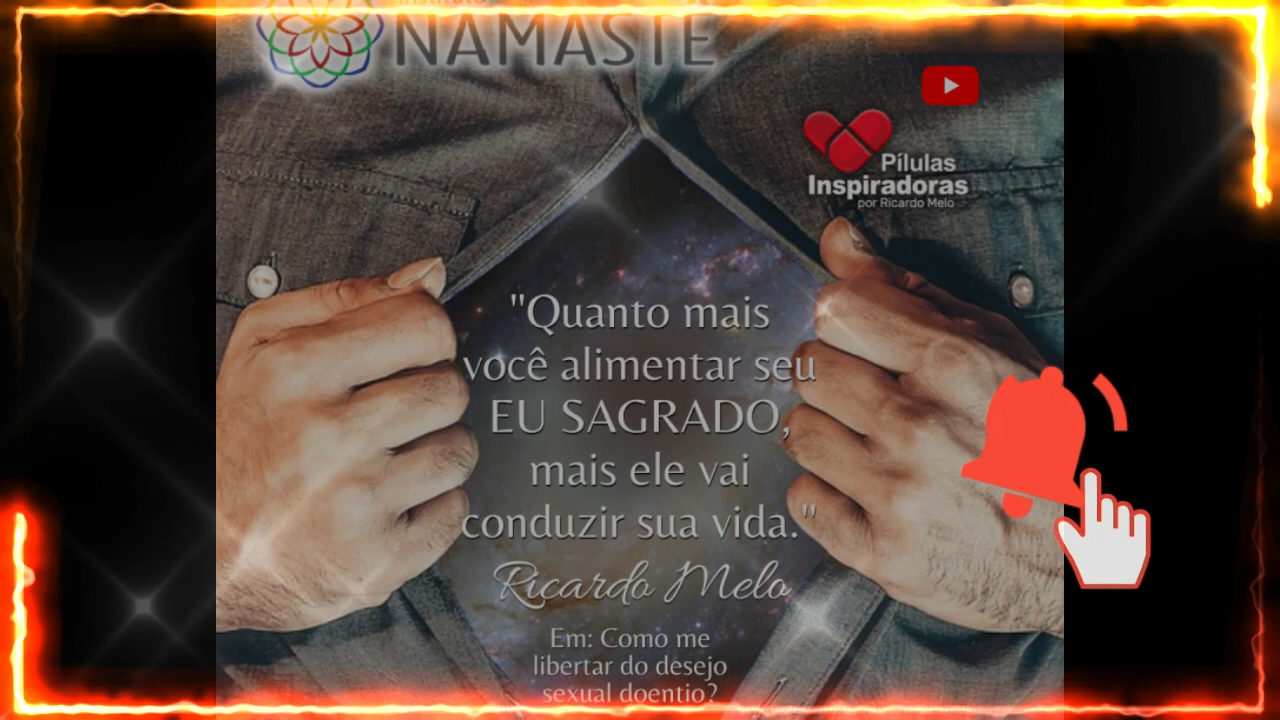 NAMASTE
Pílulas
Inspiradoras
por Ricardo Melo
"Quanto mais
você alimentar seu
EU SAGRADO,
mais ele vai
conduzir sua vida."
Ricardo Melo
Em: Como me
libertar do desejo
sexual doentio?